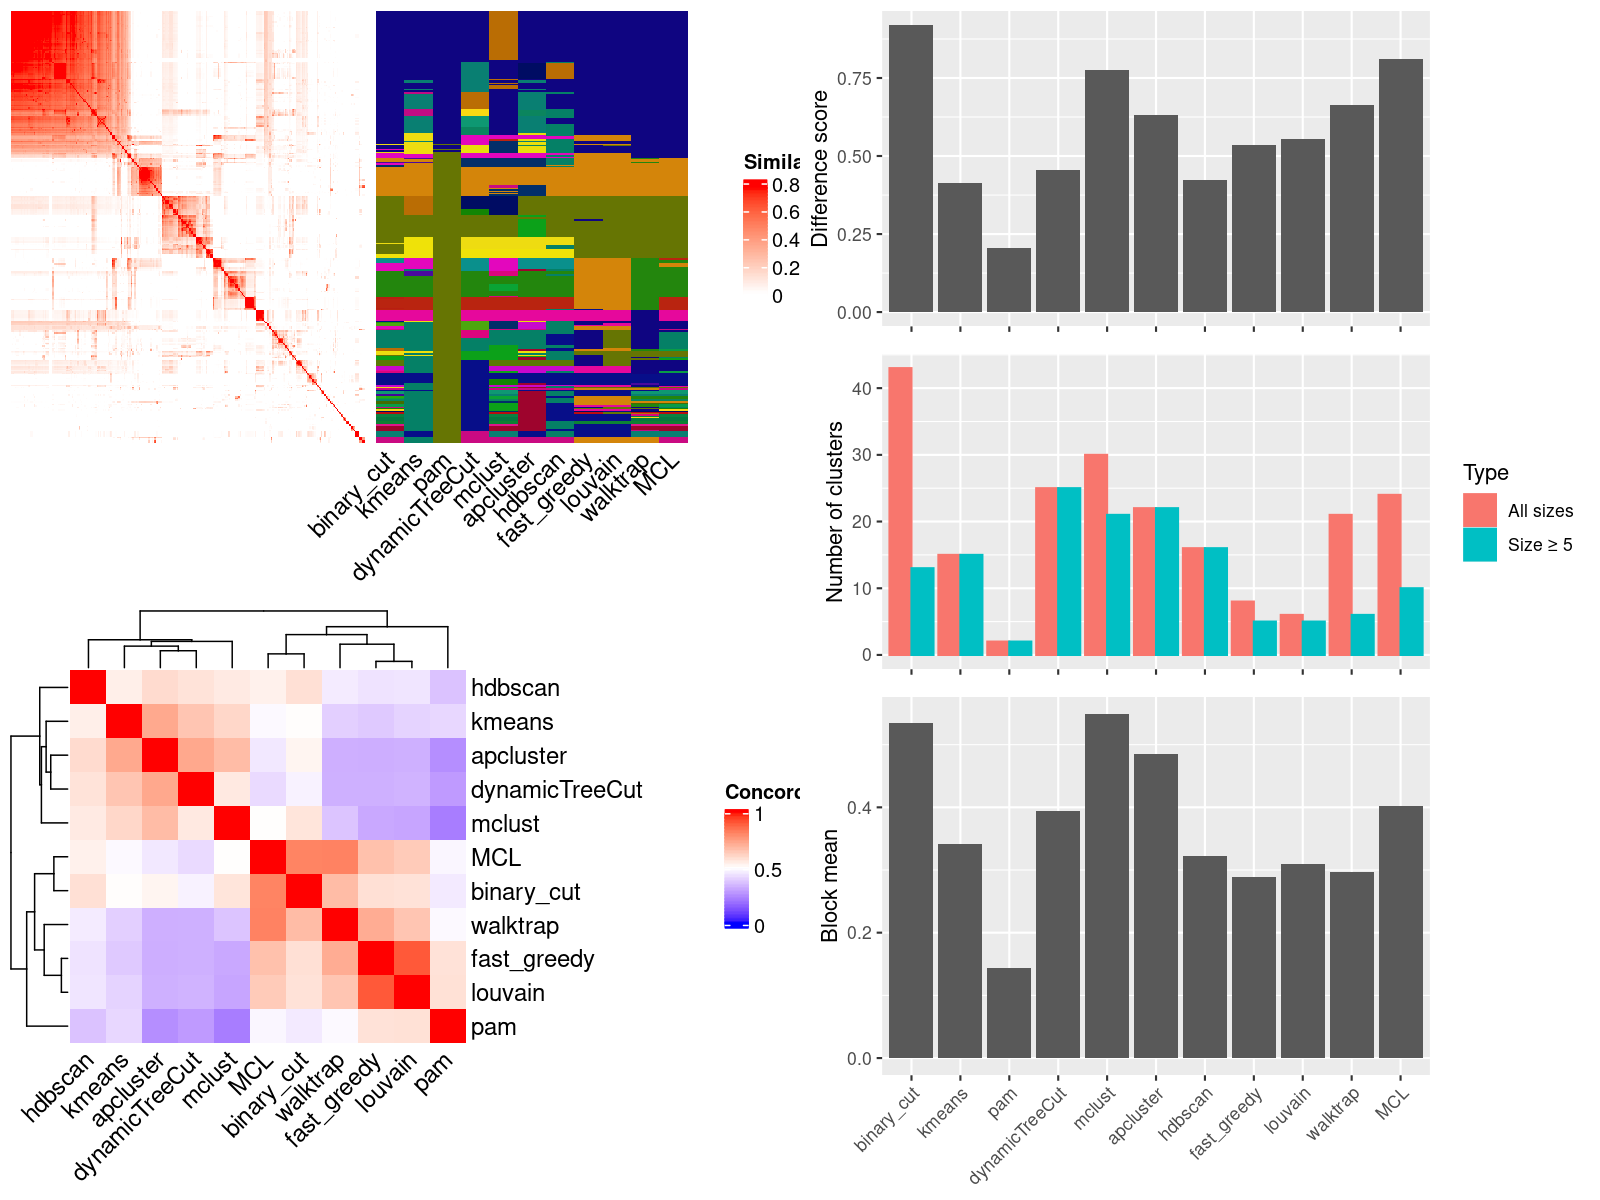 Simila
0.8
0.6
0.4
0.2
0
binary_cut
kmeans
pam
dynamicTreeCut
mclust
apcluster
hdbscan
fast_greedy
louvain
walktrap
MCL
Difference score
0.75
0.50
0.25
0.00
Number of clusters
40
30
20
10
0
Type
All sizes
Size ≥ 5
hdbscan
kmeans
apcluster
dynamicTreeCut
mclust
MCL
binary_cut
walktrap
fast_greedy
louvain
pam
hdbscan
kmeans
apcluster
dynamicTreeCut
mclust
MCL
binary_cut
walktrap
fast_greedy
louvain
pam
Concord
1
0.5
0
Block mean
0.4
0.2
0.0
binary_cut
kmeans
pam
dynamicTreeCut
mclust
apcluster
hdbscan
fast_greedy
louvain
walktrap
MCL